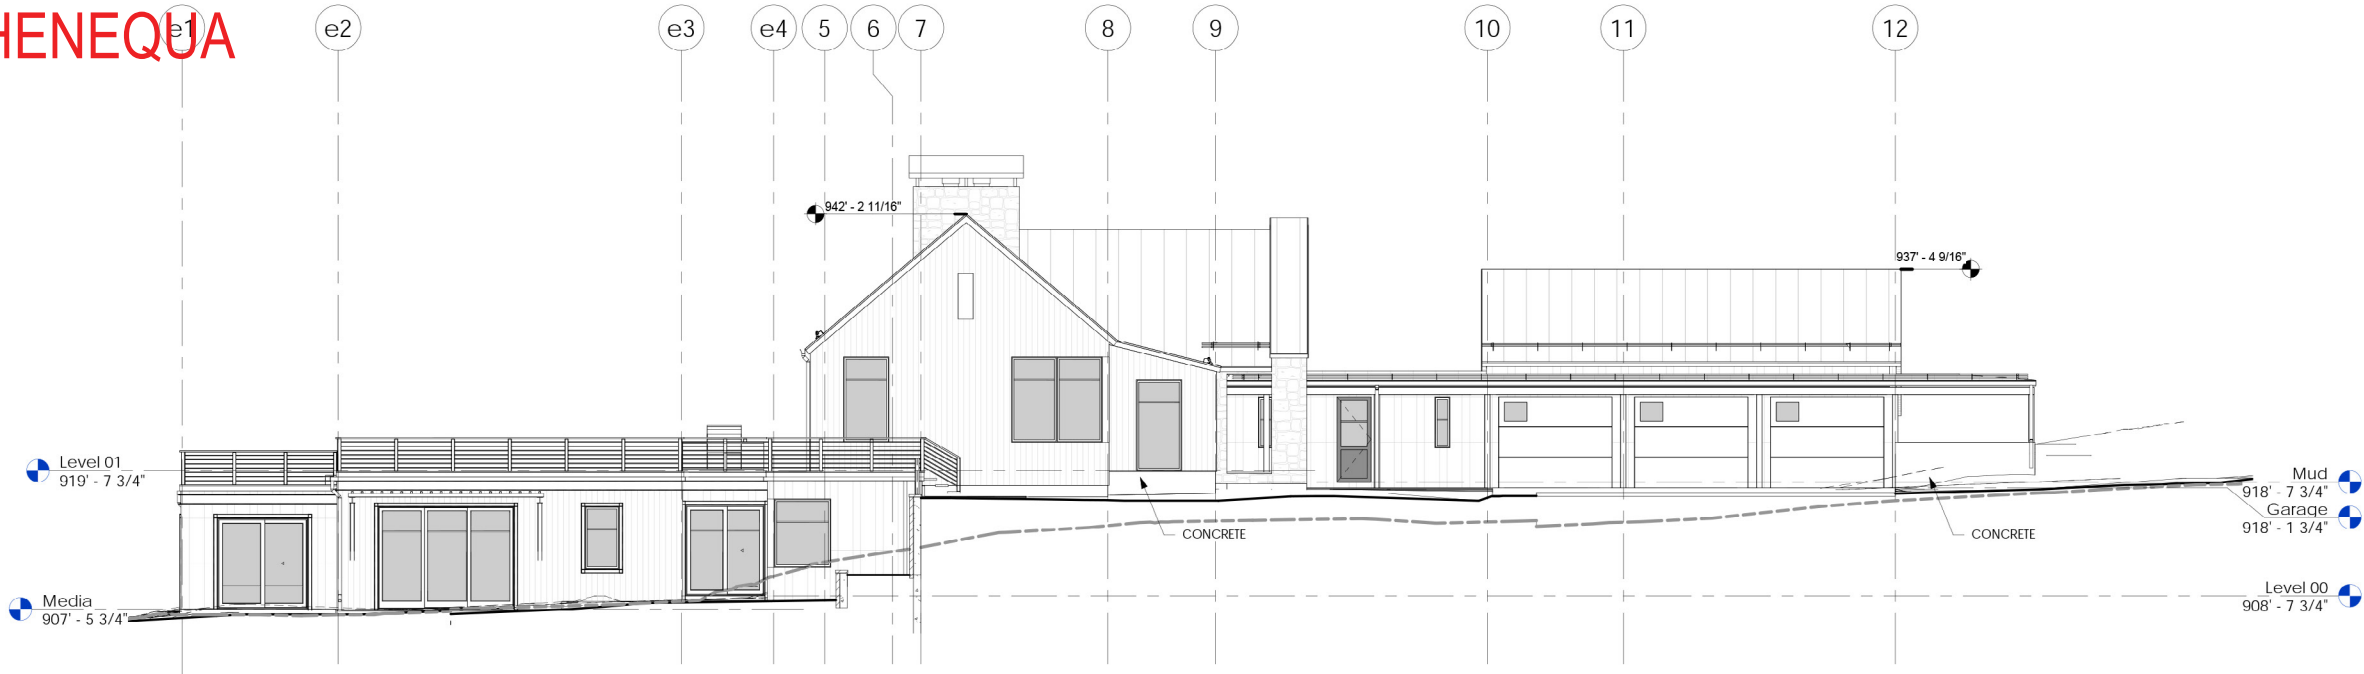 HENEQUA
e1
e2
e3
e4
5
6
7
8
9
10
11
12
942' - 2 11/16"
937' - 4 9/16"
Level 01
919' - 7 3/4"
Mud
918' - 7 3/4"
Garage
918' - 1 3/4"
CONCRETE
CONCRETE
Level 00
908' - 7 3/4"
Media
907' - 5 3/4"